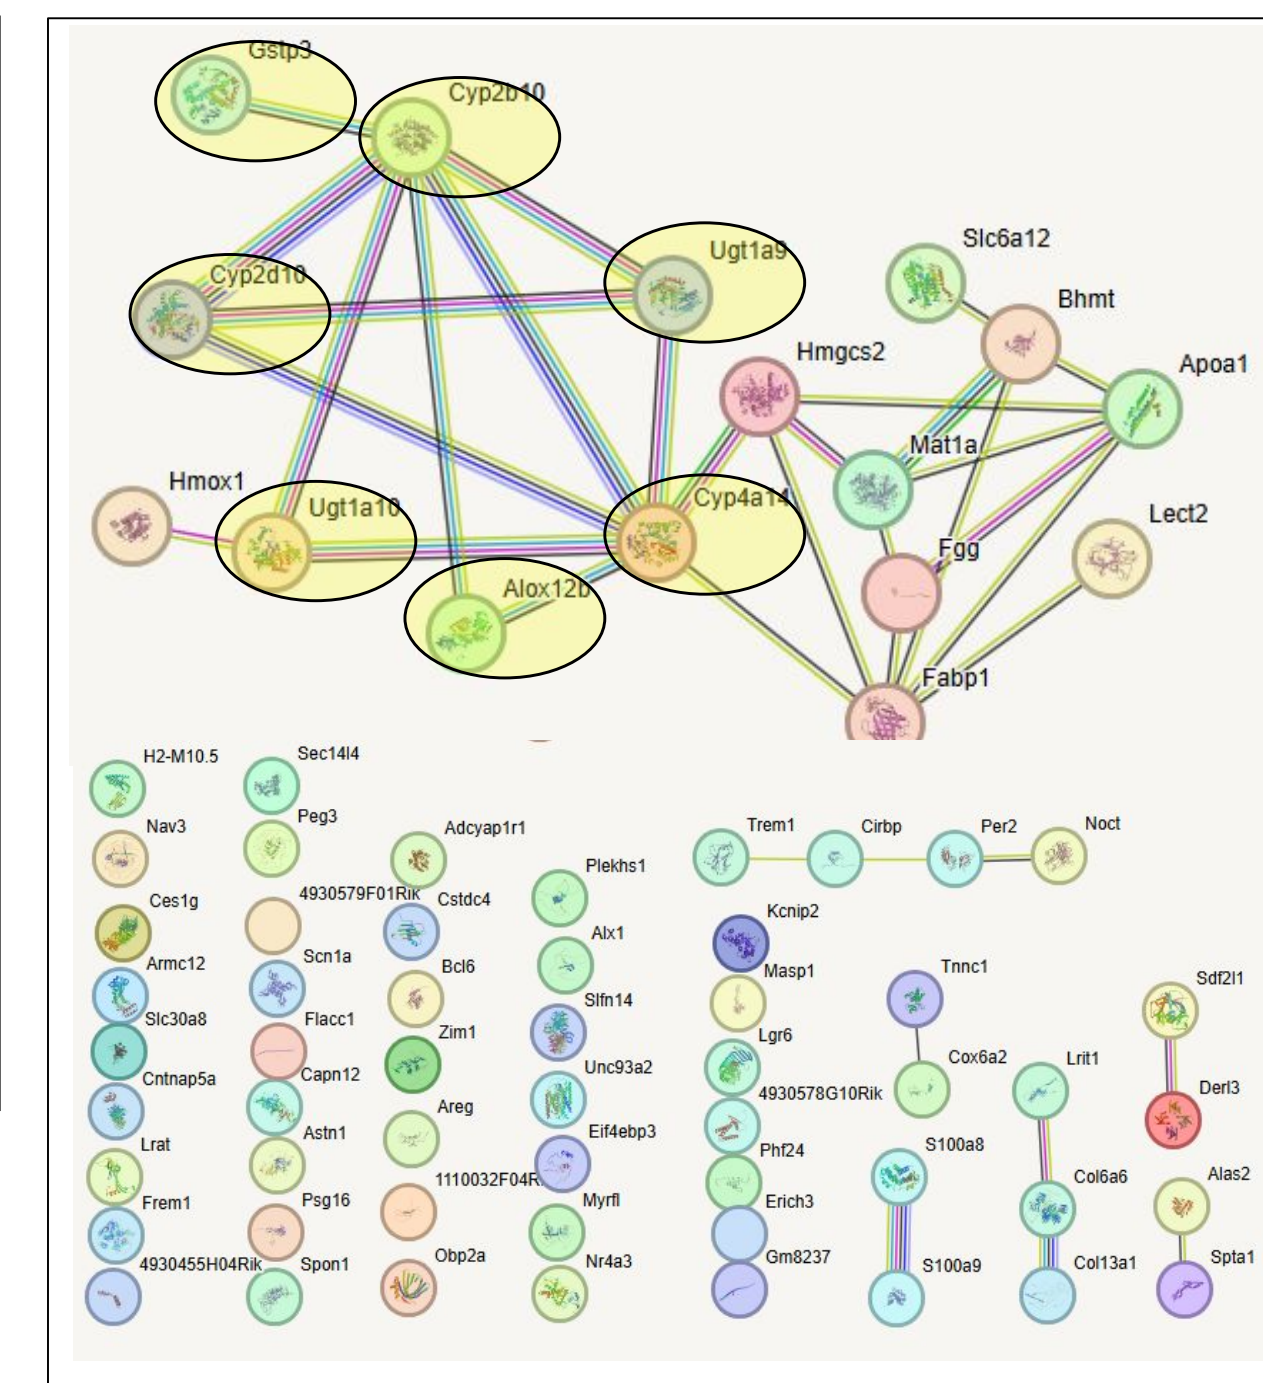 Gstp3
Cyp2b10
Cyp2d10
Ugt1a9
Slc6a12
Bhmt
Hmgcs2
Apoa1
Mat1a
Hmox1
Ugt1a10
Cyp4a14
Lect2
Fgg
Alox12b
Fabp1
H2-M10.5
Nav3
Ces1g
Armc12
Slc30a8
Cntnap5a
Lrat
Frem1
4930455H04Rik
Sec14l4
Peg3
4930579F01Rik
Scn1a
Flacc1
Capn12
Astn1
Psg16
Spon1
Adcyap1r1
Cstdc4
Bcl6
Zim1
Areg
1110032F04R
Obp2a
Plekhs1
Alx1
Slfn14
Unc93a2
Eif4ebp3
Myrfl
Nr4a3
Trem1
Cirbp
Per2
Noct
Kcnip2
Masp1
Lgr6
4930578G10Rik
Phf24
Erich3
Gm8237
Tnnc1
Cox6a2
S100a8
S100a9
Lrit1
Col6a6
Col13a1
Sdf2l1
Derl3
Alas2
Spta1